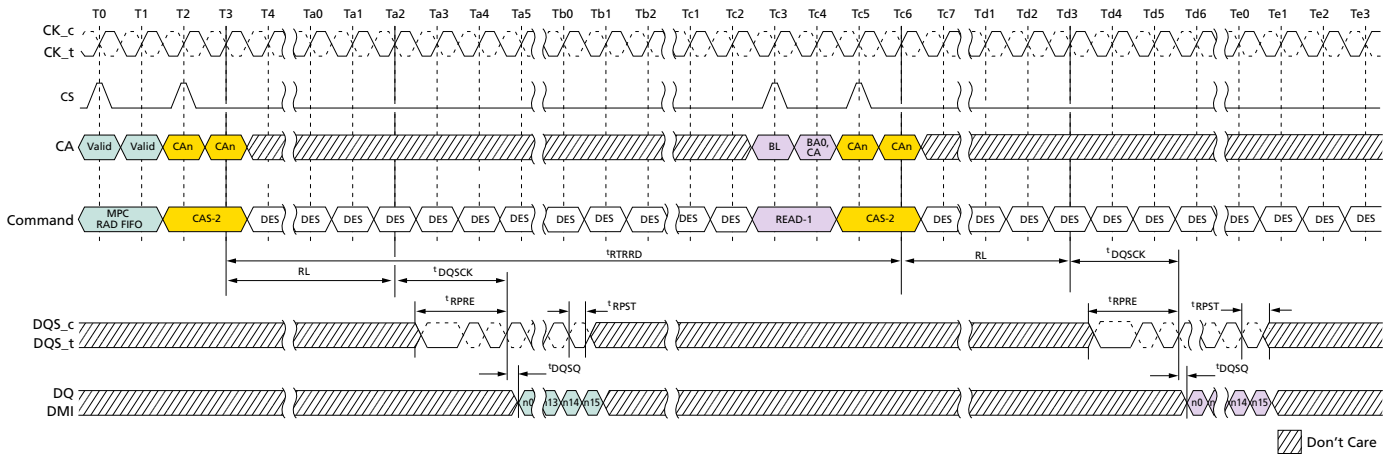 T0 T1 T2 T3 T4 Ta0 Ta1 Ta2 Ta3 Ta4 Ta5 Tb0 Tb1 Tb2 Tc1 Tc2 Tc3 Tc4 Tc5 Tc6 Tc7 Td1 Td2 Td3 Td4 Td5 Td6 Te0 Te1 Te2 Te3
CK_c
CK_t
CS
CA Valid Valid CAn CAn BL BA0, CA CAn CAn
Command MPC RAD FIFO CAS-2 DES DES DES DES DES DES DES DES DES DES DES DES READ-1 CAS-2 DES DES DES DES DES DES DES DES DES DES DES
tRTRRD
RL tDQSCK RL tDQSCK
tRPRE tRPST tRPRE tRPST
DQS_c
DQS_t
tDQSQ tDQSQ
DQ
DMI n0 n13 n14 n15 n0 n14 n15
Don't Care